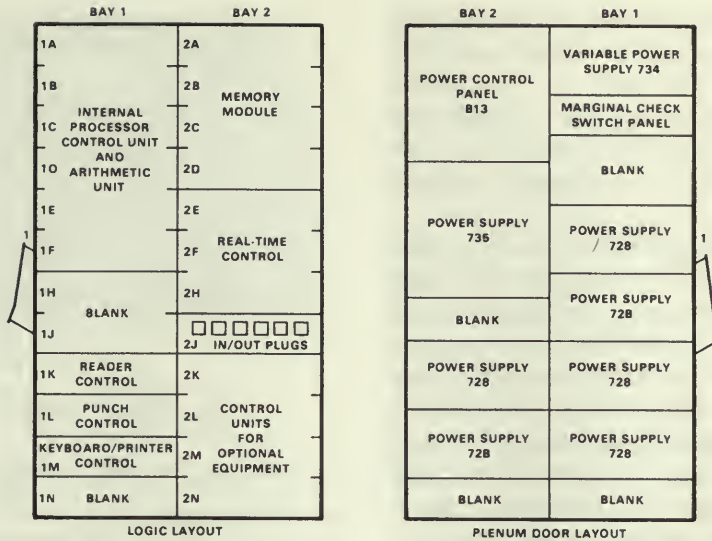 BAY 1
BAY 2
1A
1B
1C
1D
1E
1F
INTERNAL
PROCESSOR
CONTROL UNIT
AND
ARITHMETIC
UNIT
1
1H
1J
BLANK
1K
READER
CONTROL
1L
PUNCH
CONTROL
KEYBOARD/PRINTER
1M CONTROL
1N BLANK
2A
2B
2C
2D
MEMORY
MODULE
2E
2F
2H
REAL-TIME
CONTROL
2J IN/OUT PLUGS
2K
2L
2M
2N
CONTROL
UNITS
FOR
OPTIONAL
EQUIPMENT
LOGIC LAYOUT
BAY 2
BAY 1
POWER CONTROL
PANEL
813
POWER SUPPLY
735
BLANK
POWER SUPPLY
728
POWER SUPPLY
728
BLANK
VARIABLE POWER
SUPPLY 734
MARGINAL CHECK
SWITCH PANEL
BLANK
POWER SUPPLY
728
1
POWER SUPPLY
728
POWER SUPPLY
728
POWER SUPPLY
728
BLANK
PLENUM DOOR LAYOUT